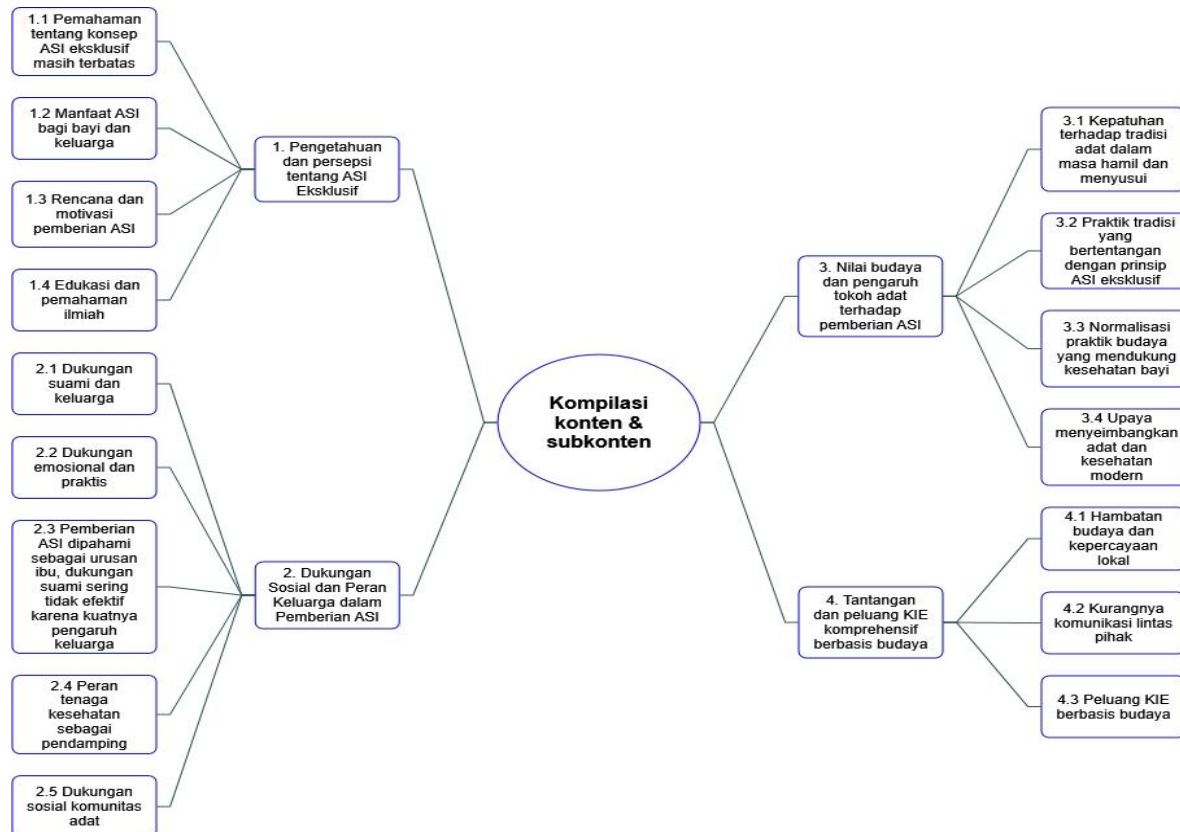 1.1 Pemahaman
tentang konsep
ASI eksklusif
masih terbatas
1.2 Manfaat ASI
bagi bayi dan
keluarga
1.3 Rencana dan
motivasi
pemberian ASI
1.4 Edukasi dan
pemahaman
ilmiah
1. Pengetahuan
dan persepsi
tentang ASI
Eksklusif
2.1 Dukungan
suami dan
keluarga
2.2 Dukungan
emosional dan
praktis
2.3 Pemberian
ASI dipahami
sebagai urusan
ibu, dukungan
suami sering
tidak efektif
karena kuatnya
pengaruh
keluarga
2.4 Peran
tenaga
kesehatan
sebagai
pendamping
2.5 Dukungan
sosial komunitas
adat
2. Dukungan
Sosial dan Peran
Keluarga dalam
Pemberian ASI
Kompilasi
konten &
subkonten
3. Nilai budaya
dan pengaruh
tokoh adat
terhadap
pemberian ASI
3.1 Kepatuhan
terhadap tradisi
adat dalam
masa hamil dan
menyusui
3.2 Praktik tradisi
yang
bertentangan
dengan prinsip
ASI eksklusif
3.3 Normalisasi
praktik budaya
yang mendukung
kesehatan bayi
3.4 Upaya
menyeimbangkan
adat dan
kesehatan
modern
4. Tantangan
dan peluang KIE
komprehensif
berbasis budaya
4.1 Hambatan
budaya dan
kepercayaan
lokal
4.2 Kurangnya
komunikasi lintas
pihak
4.3 Peluang KIE
berbasis budaya